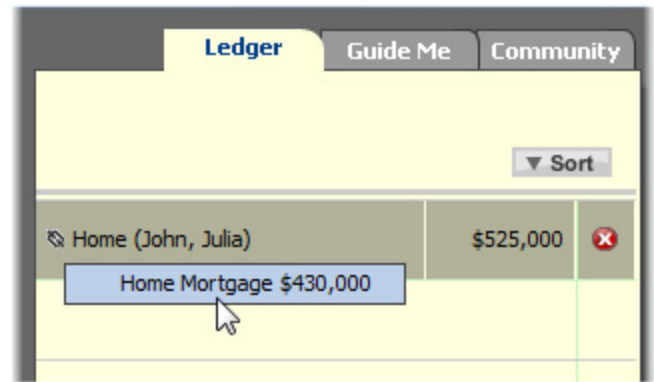 Ledger Guide Me Community
▼ Sort
Home (John, Julia) $525,000
Home Mortgage $430,000